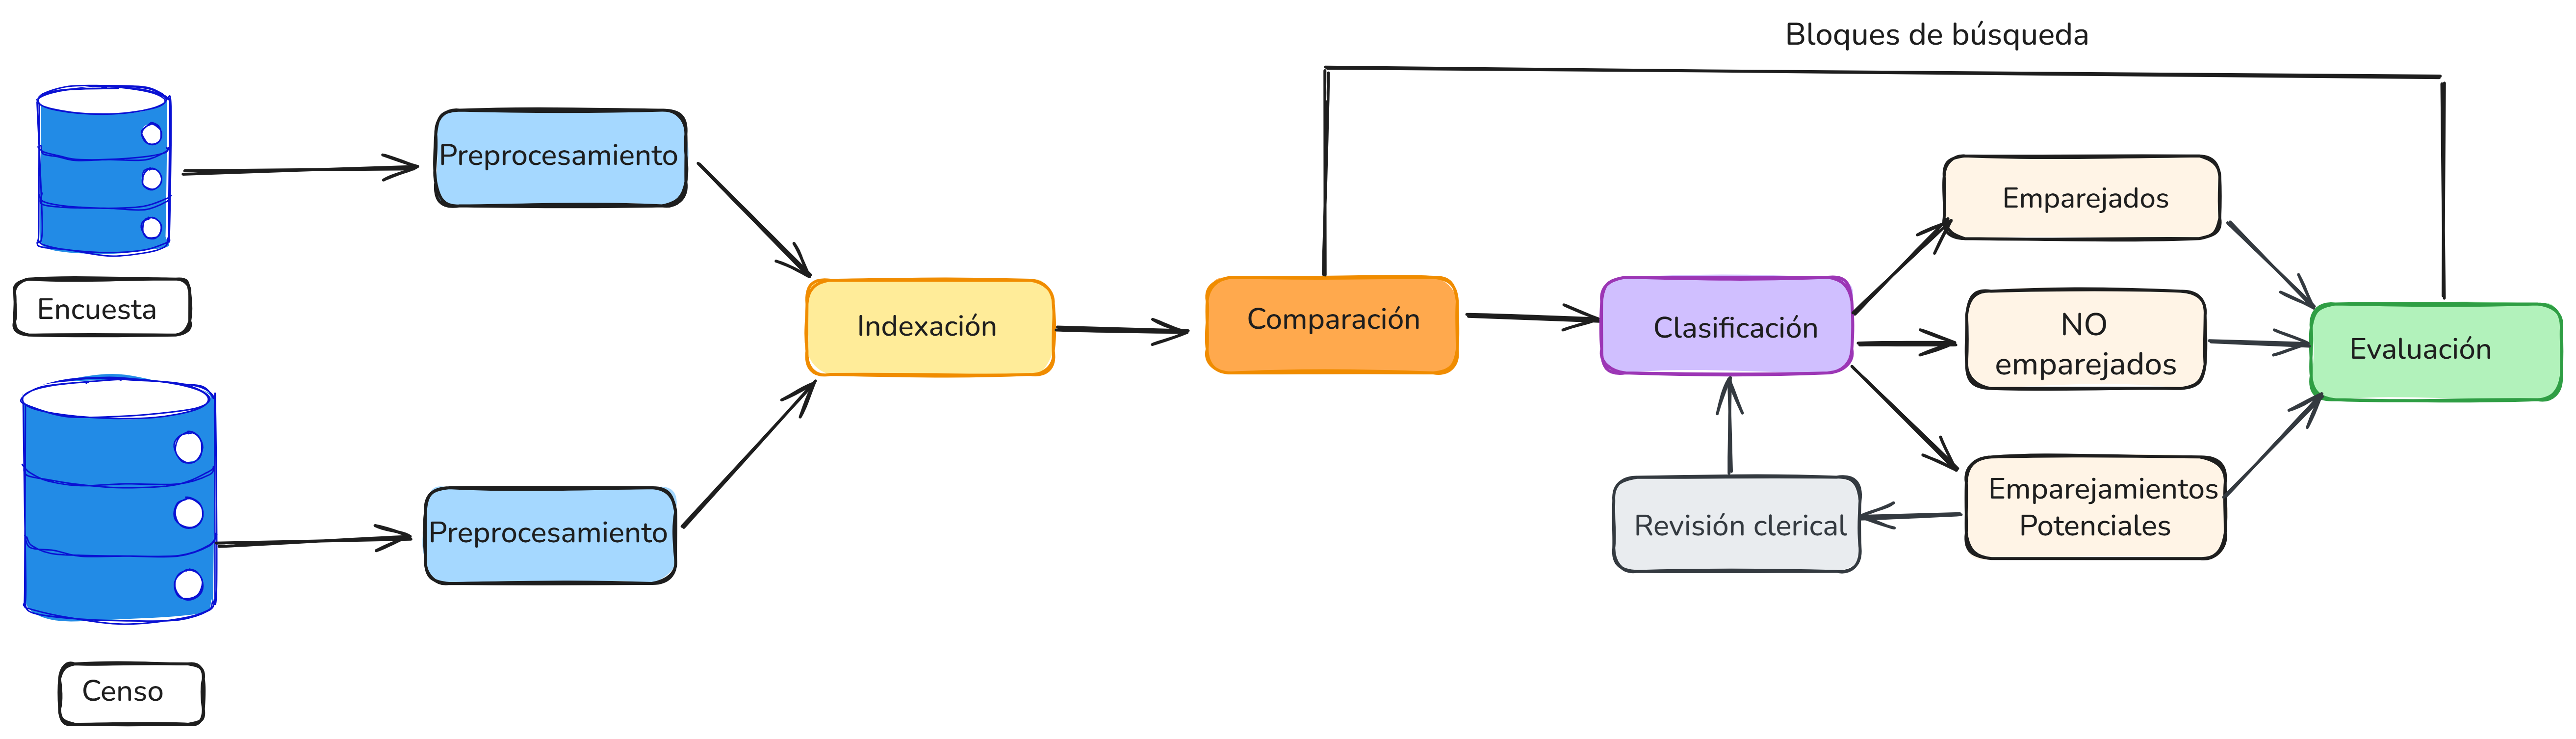 Bloques de búsqueda
Encuesta
Preprocesamiento
Censo
Preprocesamiento
Indexación
Comparación
Clasificación
Revisión clerical
Emparejados
NO
emparejados
Emparejamientos
Potenciales
Evaluación